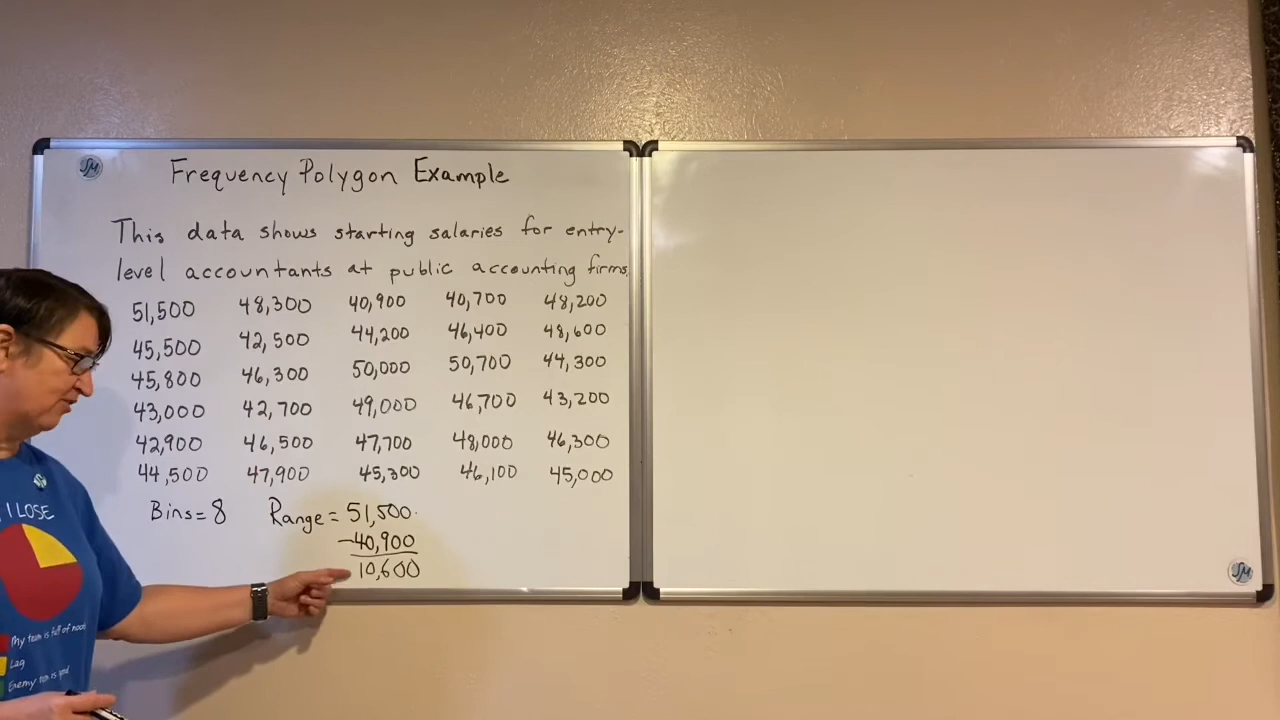 SM
Frequency Polygon Example
This data shows starting salaries for entry-
level accountants at public accounting firms.
51,500 48,300 40,900 40,700 48,200
45,500 42,500 44,200 46,400 48,600
45,800 46,300 50,000 50,700 44,300
43,000 42,700 49,000 46,700 43,200
42,900 46,500 47,700 48,000 46,300
44,500 47,900 45,300 46,100 45,000
Bins = 8 Range = 51,500
-40,900
10,600
I LOSE
My team is full of noobs
Lag
Enemy team is
SM